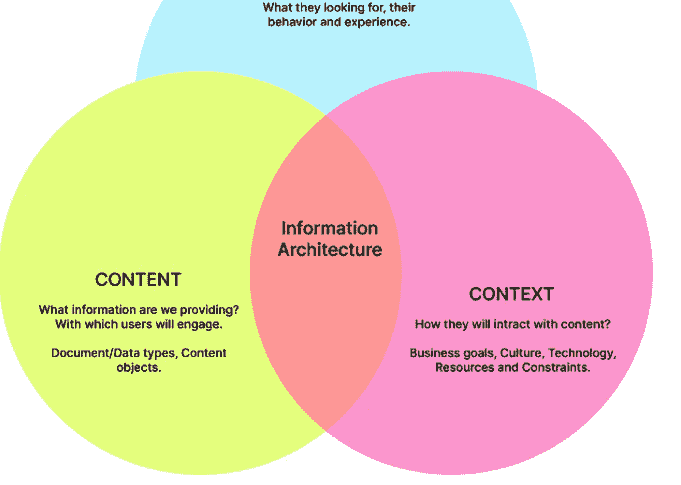 What they looking for, their
behavior and experience.
Information
Architecture
CONTENT
What information are we providing?
With which users will engage.
Document/Data types, Content
objects.
CONTEXT
How they will intract with content?
Business goals, Culture, Technology,
Resources and Constraints.